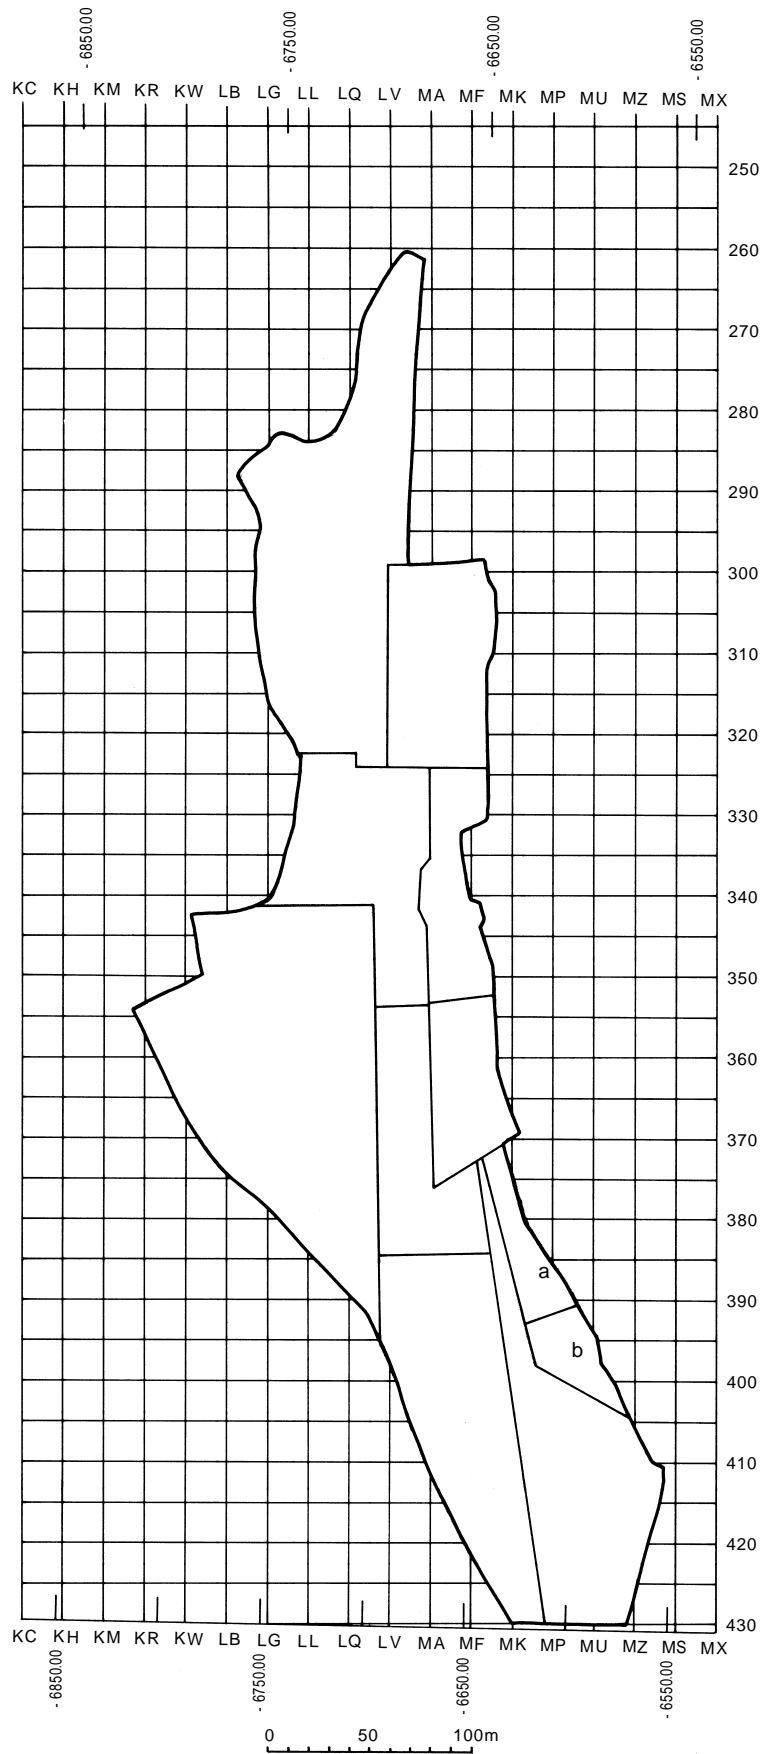 - 6850.00 - 6750.00 - 6650.00 - 6550.00
KC KH KM KR KW LB LG LL LQ LV MA MF MK MP MU MZ MS MX
250
260
270
280
290
300
310
320
330
340
350
360
370
380
a
390
b
400
410
420
430
KC KH KM KR KW LB LG LL LQ LV MA MF MK MP MU MZ MS MX
- 6850.00 - 6750.00 - 6650.00 - 6550.00
0 50 100m